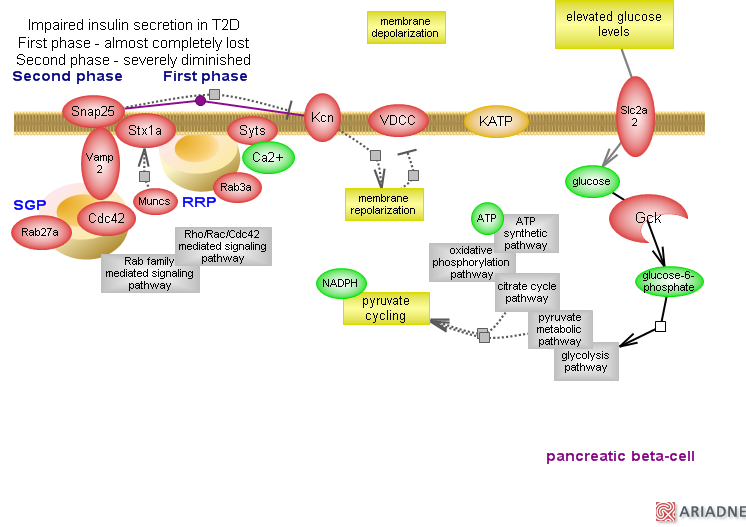 Impaired insulin secretion in T2D
First phase - almost completely lost
Second phase - severely diminished
Second phase
First phase
membrane
depolarization
elevated glucose
levels
Snap25
Stx1a
Syts
Kcn
VDCC
KATP
Slc2a
2
Vamp
2
Ca2+
Rab3a
Muncs
RRP
SGP
Cdc42
Rab27a
membrane
repolarization
glucose
Gck
ATP
ATP
synthetic
pathway
Rho/Rac/Cdc42
mediated signaling
pathway
Rab family
mediated signaling
pathway
oxidative
phosphorylation
pathway
NADPH
pyruvate
cycling
citrate cycle
pathway
glucose-6-
phosphate
pyruvate
metabolic
pathway
glycolysis
pathway
pancreatic beta-cell
ARIADNE